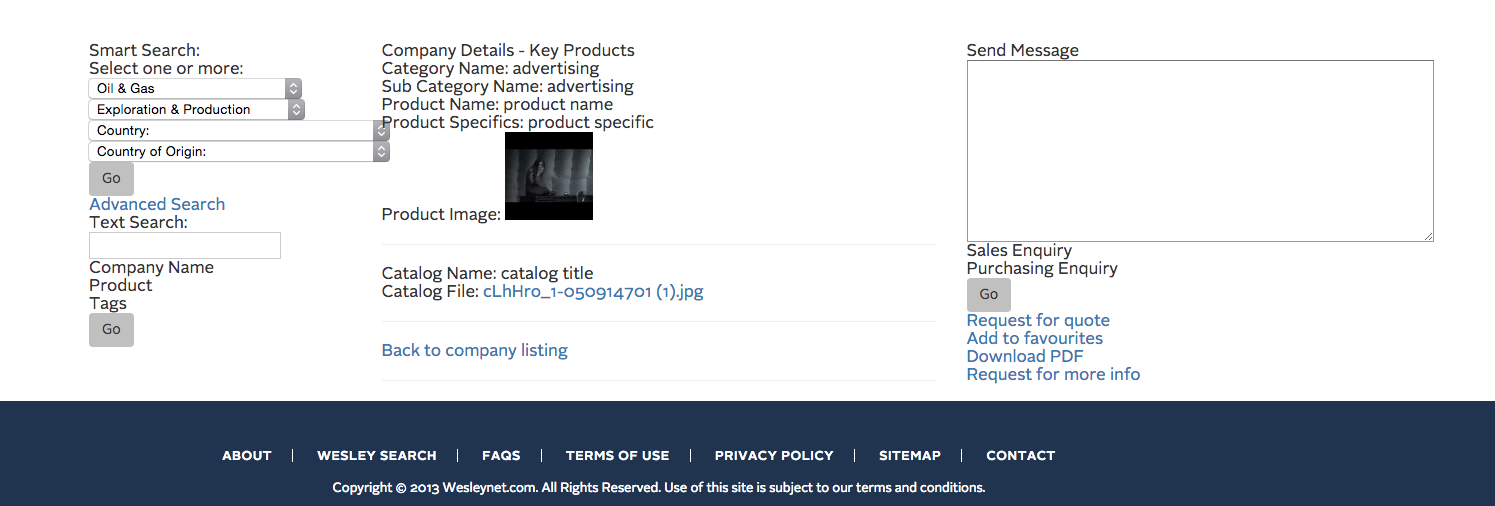 Smart Search:
Select one or more:
Oil & Gas
Exploration & Production
Country:
Country of Origin:
Go
Advanced Search
Text Search:
Company Name
Product
Tags
Go
Company Details - Key Products
Category Name: advertising
Sub Category Name: advertising
Product Name: product name
Product Specifics: product specific
Product Image:
Catalog Name: catalog title
Catalog File: cLhHro_1-050914701 (1).jpg
Back to company listing
Send Message
Sales Enquiry
Purchasing Enquiry
Go
Request for quote
Add to favourites
Download PDF
Request for more info
ABOUT | WESLEY SEARCH | FAQS | TERMS OF USE | PRIVACY POLICY | SITEMAP | CONTACT
Copyright © 2013 Wesleynet.com. All Rights Reserved. Use of this site is subject to our terms and conditions.